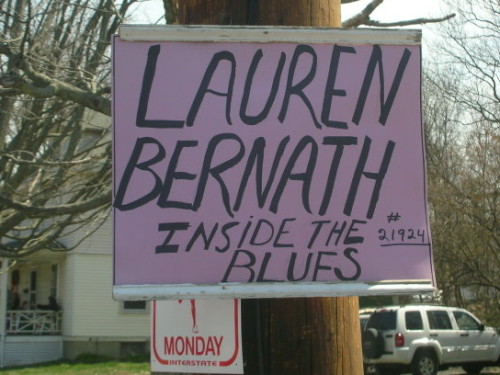 LAUREN
BERNATH
INSIDE THE
BLUES
# 
21924
MONDAY
INTERSTATE